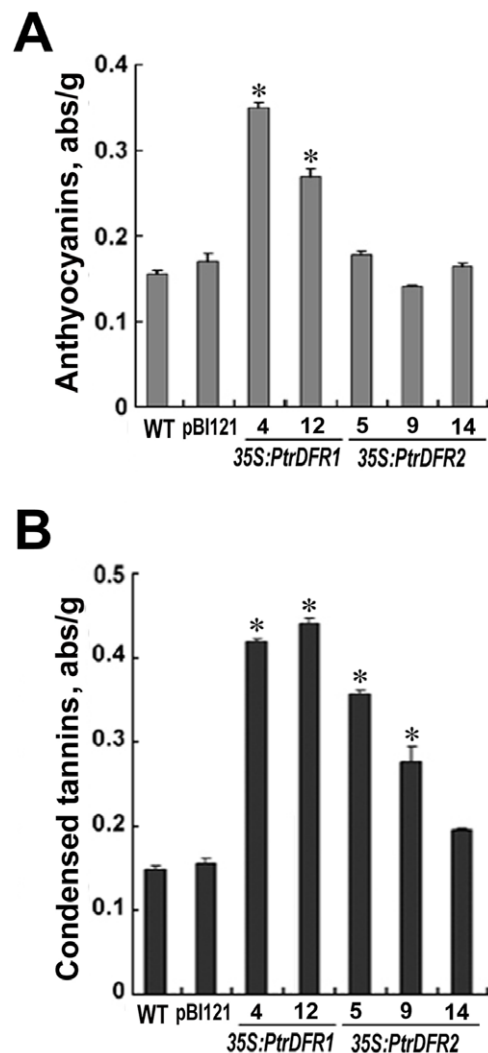 A
Anthyocyanins, abs/g
0.4
0.3
0.2
0.1
0
*
*
WT pBI121 4 12 5 9 14
35S:PtrDFR1 35S:PtrDFR2
B
Condensed tannins, abs/g
0.5
0.4
0.3
0.2
0.1
0
*
*
*
*
WT pBI121 4 12 5 9 14
35S:PtrDFR1 35S:PtrDFR2